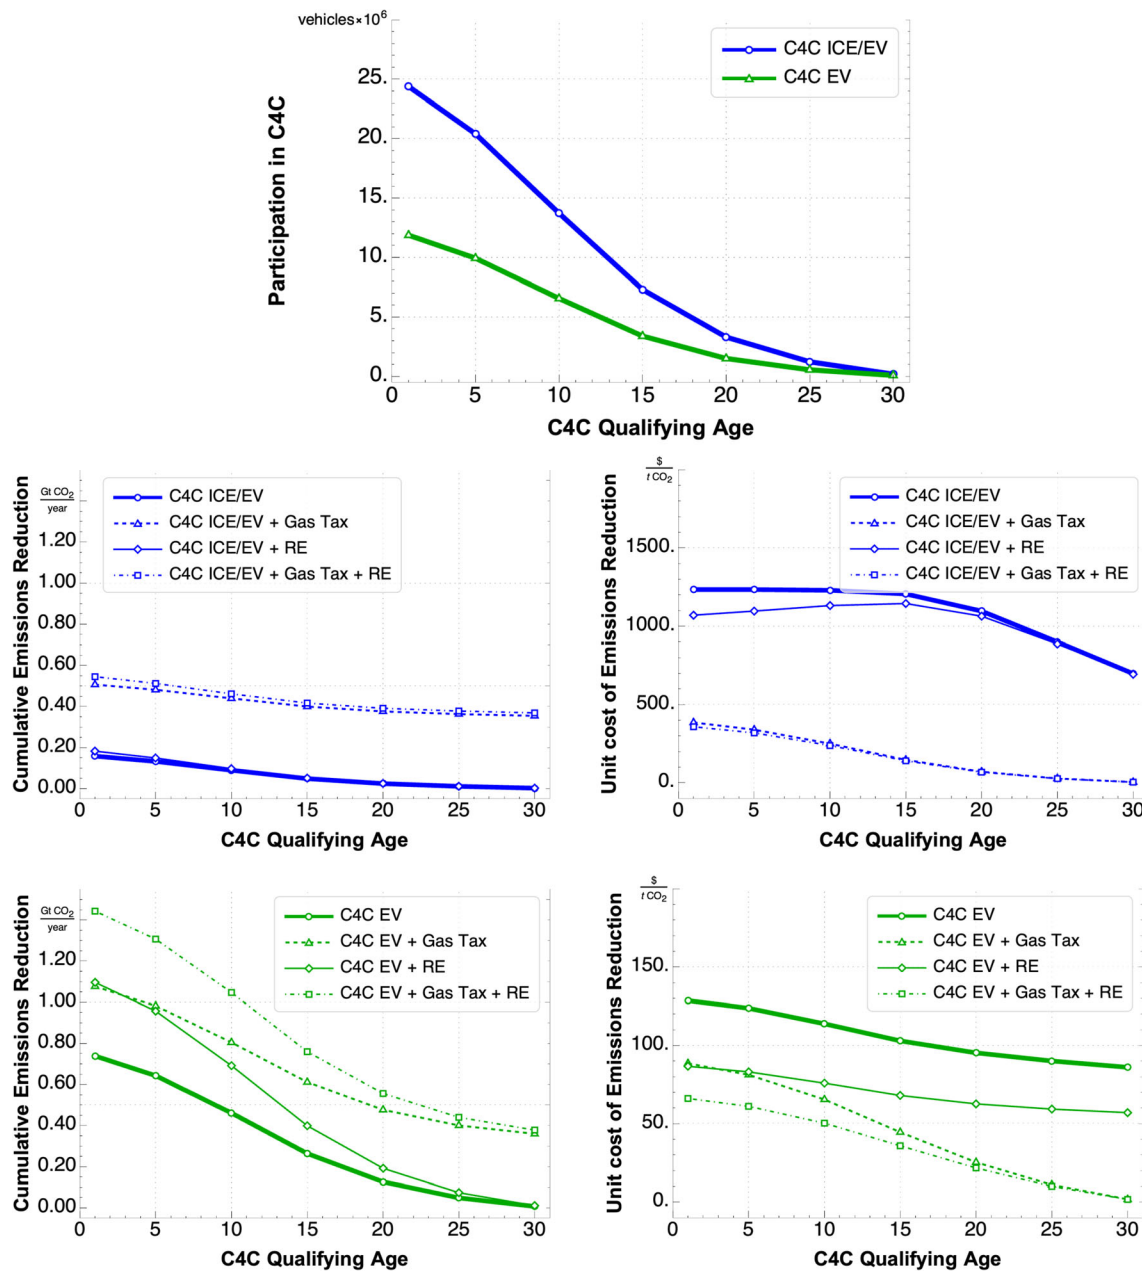 vehicles×10⁶
Participation in C4C
25.
20.
15.
10.
5.
0.
C4C ICE/EV
C4C EV
0 5 10 15 20 25 30
C4C Qualifying Age
Gt CO₂
year
Cumulative Emissions Reduction
1.20
1.00
0.80
0.60
0.40
0.20
0.00
C4C ICE/EV
C4C ICE/EV + Gas Tax
C4C ICE/EV + RE
C4C ICE/EV + Gas Tax + RE
0 5 10 15 20 25 30
C4C Qualifying Age
$
t CO₂
Unit cost of Emissions Reduction
1500.
1000.
500.
0.
C4C ICE/EV
C4C ICE/EV + Gas Tax
C4C ICE/EV + RE
C4C ICE/EV + Gas Tax + RE
0 5 10 15 20 25 30
C4C Qualifying Age
Gt CO₂
year
Cumulative Emissions Reduction
1.20
1.00
0.80
0.60
0.40
0.20
0.00
C4C EV
C4C EV + Gas Tax
C4C EV + RE
C4C EV + Gas Tax + RE
0 5 10 15 20 25 30
C4C Qualifying Age
$
t CO₂
Unit cost of Emissions Reduction
150.
100.
50.
0.
C4C EV
C4C EV + Gas Tax
C4C EV + RE
C4C EV + Gas Tax + RE
0 5 10 15 20 25 30
C4C Qualifying Age